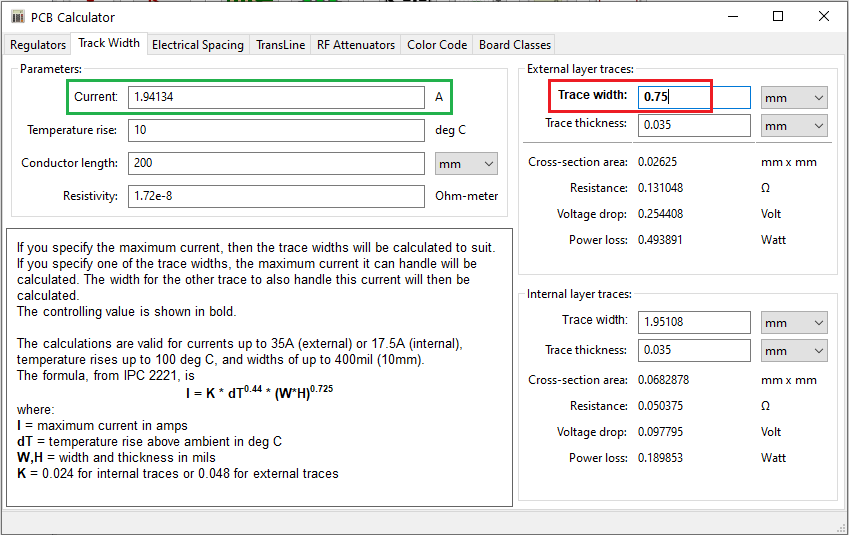 PCB Calculator
Regulators Track Width Electrical Spacing TransLine RF Attenuators Color Code Board Classes
Parameters:
Current: 1.94134 A
Temperature rise: 10 deg C
Conductor length: 200 mm
Resistivity: 1.72e-8 Ohm-meter
If you specify the maximum current, then the trace widths will be calculated to suit.
If you specify one of the trace widths, the maximum current it can handle will be
calculated. The width for the other trace to also handle this current will then be
calculated.
The controlling value is shown in bold.
The calculations are valid for currents up to 35A (external) or 17.5A (internal),
temperature rises up to 100 deg C, and widths of up to 400mil (10mm).
The formula, from IPC 2221, is
I = K * dT0.44 * (W*H)0.725
where:
I = maximum current in amps
dT = temperature rise above ambient in deg C
W,H = width and thickness in mils
K = 0.024 for internal traces or 0.048 for external traces
External layer traces:
Trace width: 0.75 mm
Trace thickness: 0.035 mm
Cross-section area: 0.02625 mm x mm
Resistance: 0.131048 Ω
Voltage drop: 0.254408 Volt
Power loss: 0.493891 Watt
Internal layer traces:
Trace width: 1.95108 mm
Trace thickness: 0.035 mm
Cross-section area: 0.0682878 mm x mm
Resistance: 0.050375 Ω
Voltage drop: 0.097795 Volt
Power loss: 0.189853 Watt